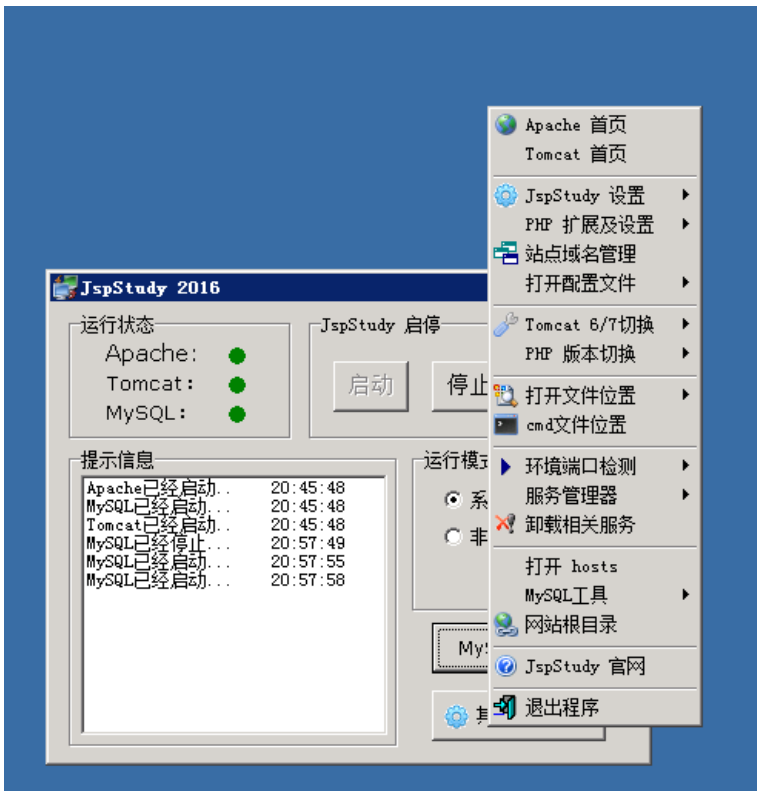 Apache 首页
Tomcat 首页
JspStudy 设置
PHP 扩展及设置
站点域名管理
打开配置文件
Tomcat 6/7切换
PHP 版本切换
打开文件位置
cmd文件位置
环境端口检测
服务管理器
卸载相关服务
打开 hosts
MySQL工具
网站根目录
JspStudy 官网
退出程序
JspStudy 2016
运行状态
Apache:
Tomcat:
MySQL:
JspStudy 启停
启动
停止
提示信息
Apache已经启动.. 20:45:48
MySQL已经启动... 20:45:48
Tomcat已经启动.. 20:45:48
MySQL已经停止... 20:57:49
MySQL已经启动... 20:57:55
MySQL已经启动... 20:57:58
运行模
系
非
My